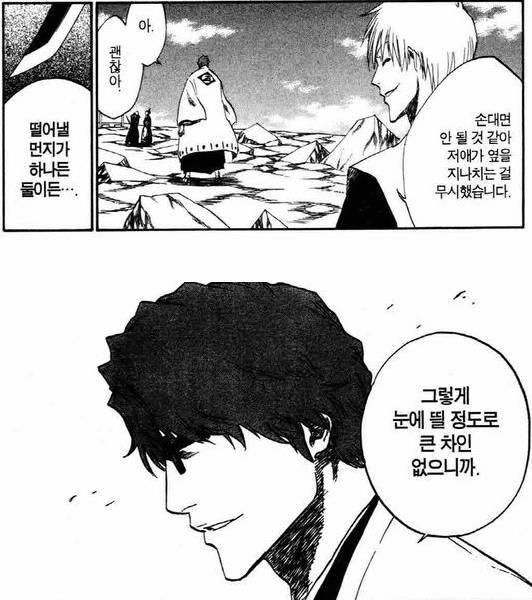 손대면
안 될 것 같아
저애가 옆을
지나치는 걸
무시했습니다.
아.
괜찮아.
떨어낼
먼지가
하나든
둘이든….
그렇게
눈에 띌 정도로
큰 차인
없으니까.